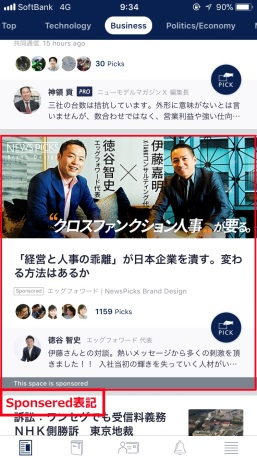 SoftBank 4G 9:34
Top Technology Business Politics/Economy
共同通信 15 hours ago
30 Picks
神領 貢 PRO ニューモデルマガジンX 編集長
三社の台数は拮抗しています。外形に意味がないとは言
いませんが、数合わせではなく、営業利益や強い仕向…
PICK
NEWSPICKS
Brand Design
徳谷智史
エッグフォワード代表
×
伊藤嘉明
"クロスファンクション人事"が要る。
「経営と人事の乖離」が日本企業を潰す。変わ
る方法はあるか
Sponsored エッグフォワード | NewsPicks Brand Design
1159 Picks
徳谷 智史 エッグフォワード 代表
伊藤さんとの対談。熱いメッセージから多くの刺激を頂
きました！！ 入社当初の輝きを失っていく人材がい…
PICK
This space is sponsored
Sponsered表記
訴訟：ワンセグでも受信料義務
ＮＨＫ側勝訴 東京地裁